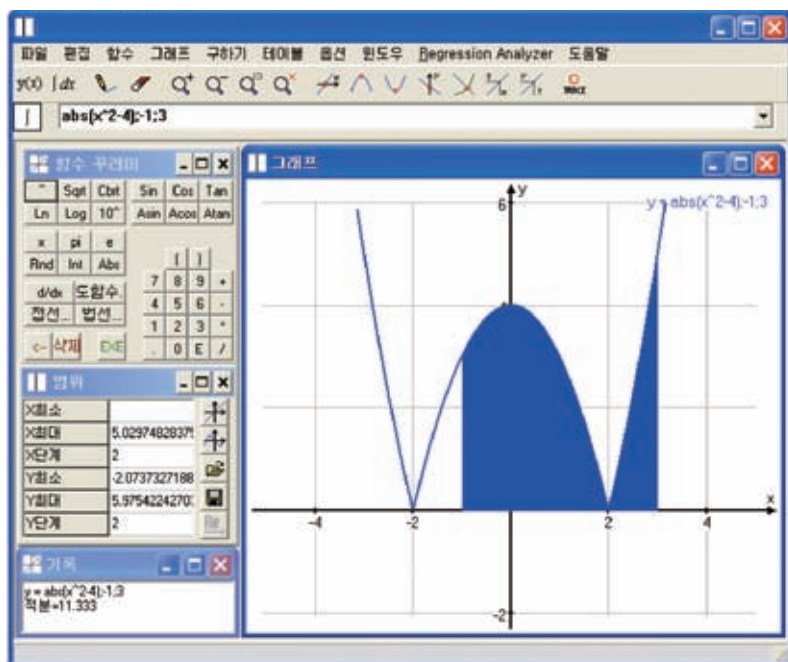 파일 편집 함수 그래프 구하기 테이블 옵션 윈도우 Regression Analyzer 도움말
y(x) ∫dx
∫ abs(x^2-4);-1;3
함수 꾸러미
^ Sqrt Cbrt Sin Cos Tan
Ln Log 10^ Asin Acos Atan
x pi e
Rnd Int Abs
( )
7 8 9 +
d/dx 도함수
4 5 6 -
접선... 법선...
1 2 3 *
<- 삭제 EXE
. 0 E /
범위
X최소
X최대 5.0297482837
X단계 2
Y최소 -2.0737327188
Y최대 5.9754224270
Y단계 2
기록
y = abs(x^2-4);-1;3
적분=11.333
그래프
y
6
y = abs(x^2-4);-1;3
x
-4 -2 2 4
-2